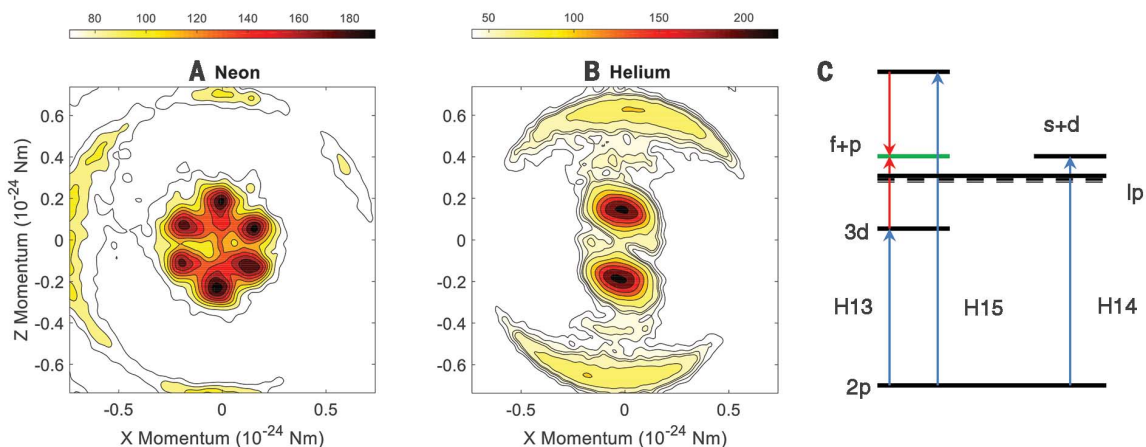 80 100 120 140 160 180
50 100 150 200
A Neon
B Helium
C
Z Momentum (10⁻²⁴ Nm)
0.6
0.4
0.2
0
-0.2
-0.4
-0.6
-0.5 0 0.5
X Momentum (10⁻²⁴ Nm)
0.6
0.4
0.2
0
-0.2
-0.4
-0.6
-0.5 0 0.5
X Momentum (10⁻²⁴ Nm)
s+d
f+p
Ip
3d
H13 H15 H14
2p